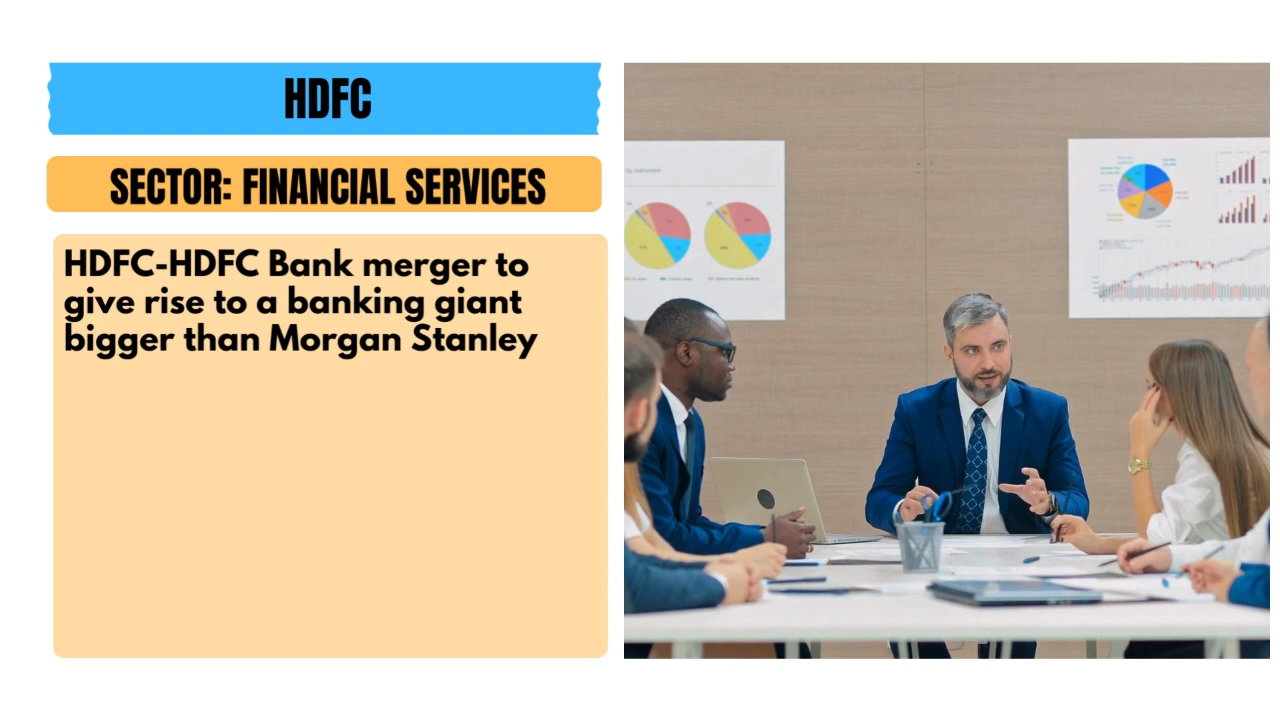 HDFC
SECTOR: FINANCIAL SERVICES
HDFC-HDFC Bank merger to
give rise to a banking giant
bigger than Morgan Stanley